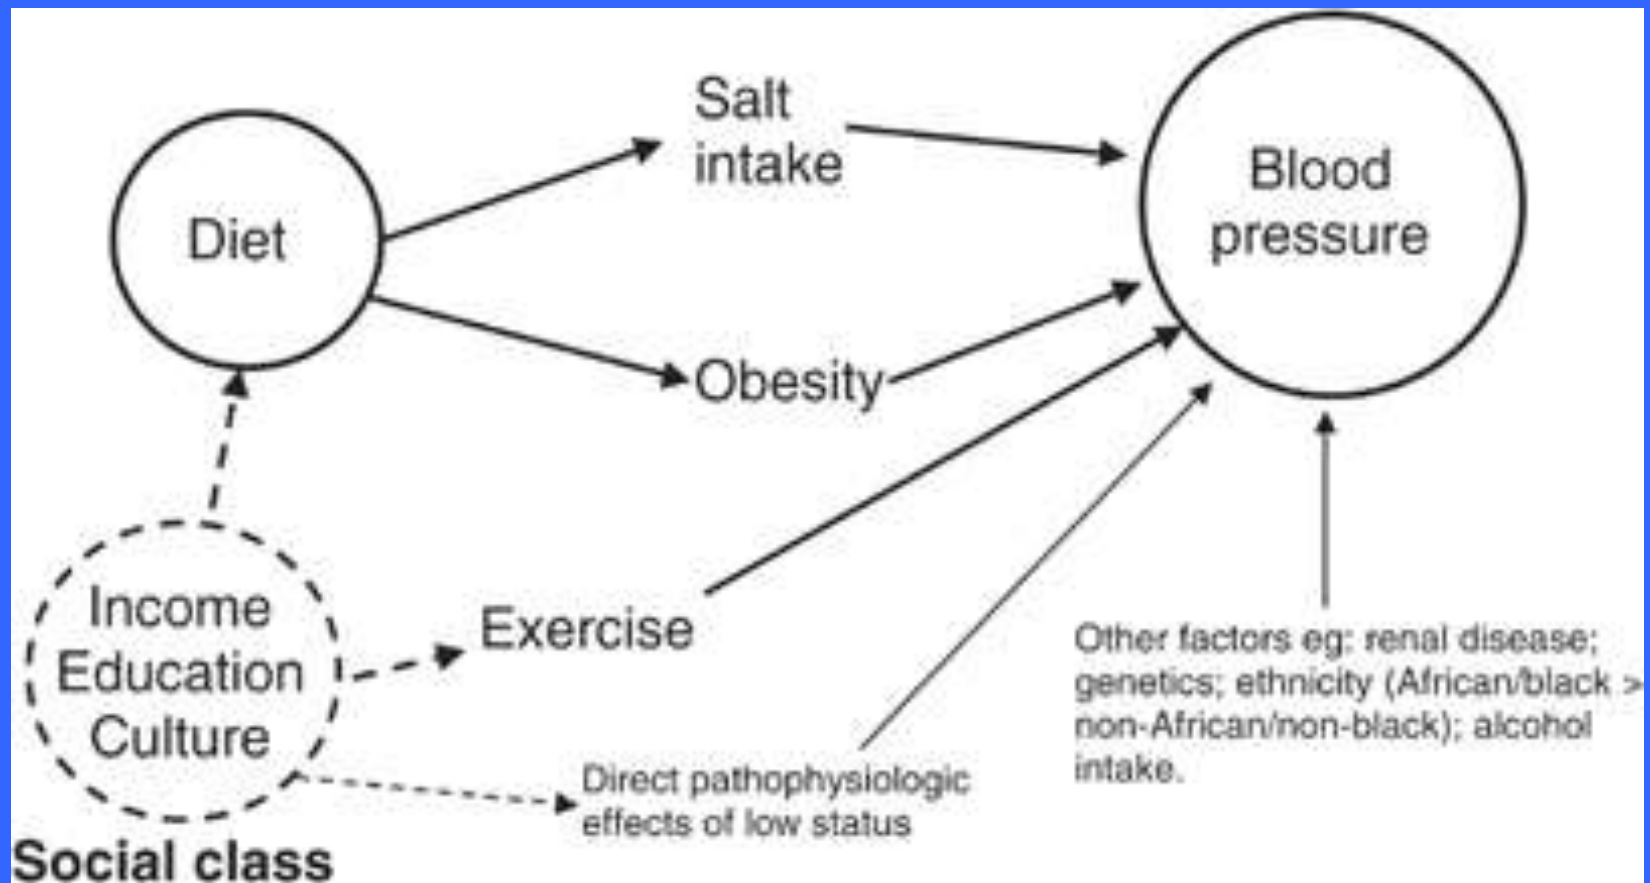 Salt
intake
Blood
pressure
Diet
Obesity
Income
Education
Culture
Exercise
Other factors eg: renal disease;
genetics; ethnicity (African/black >
non-African/non-black); alcohol
intake.
Direct pathophysiologic
effects of low status
Social class